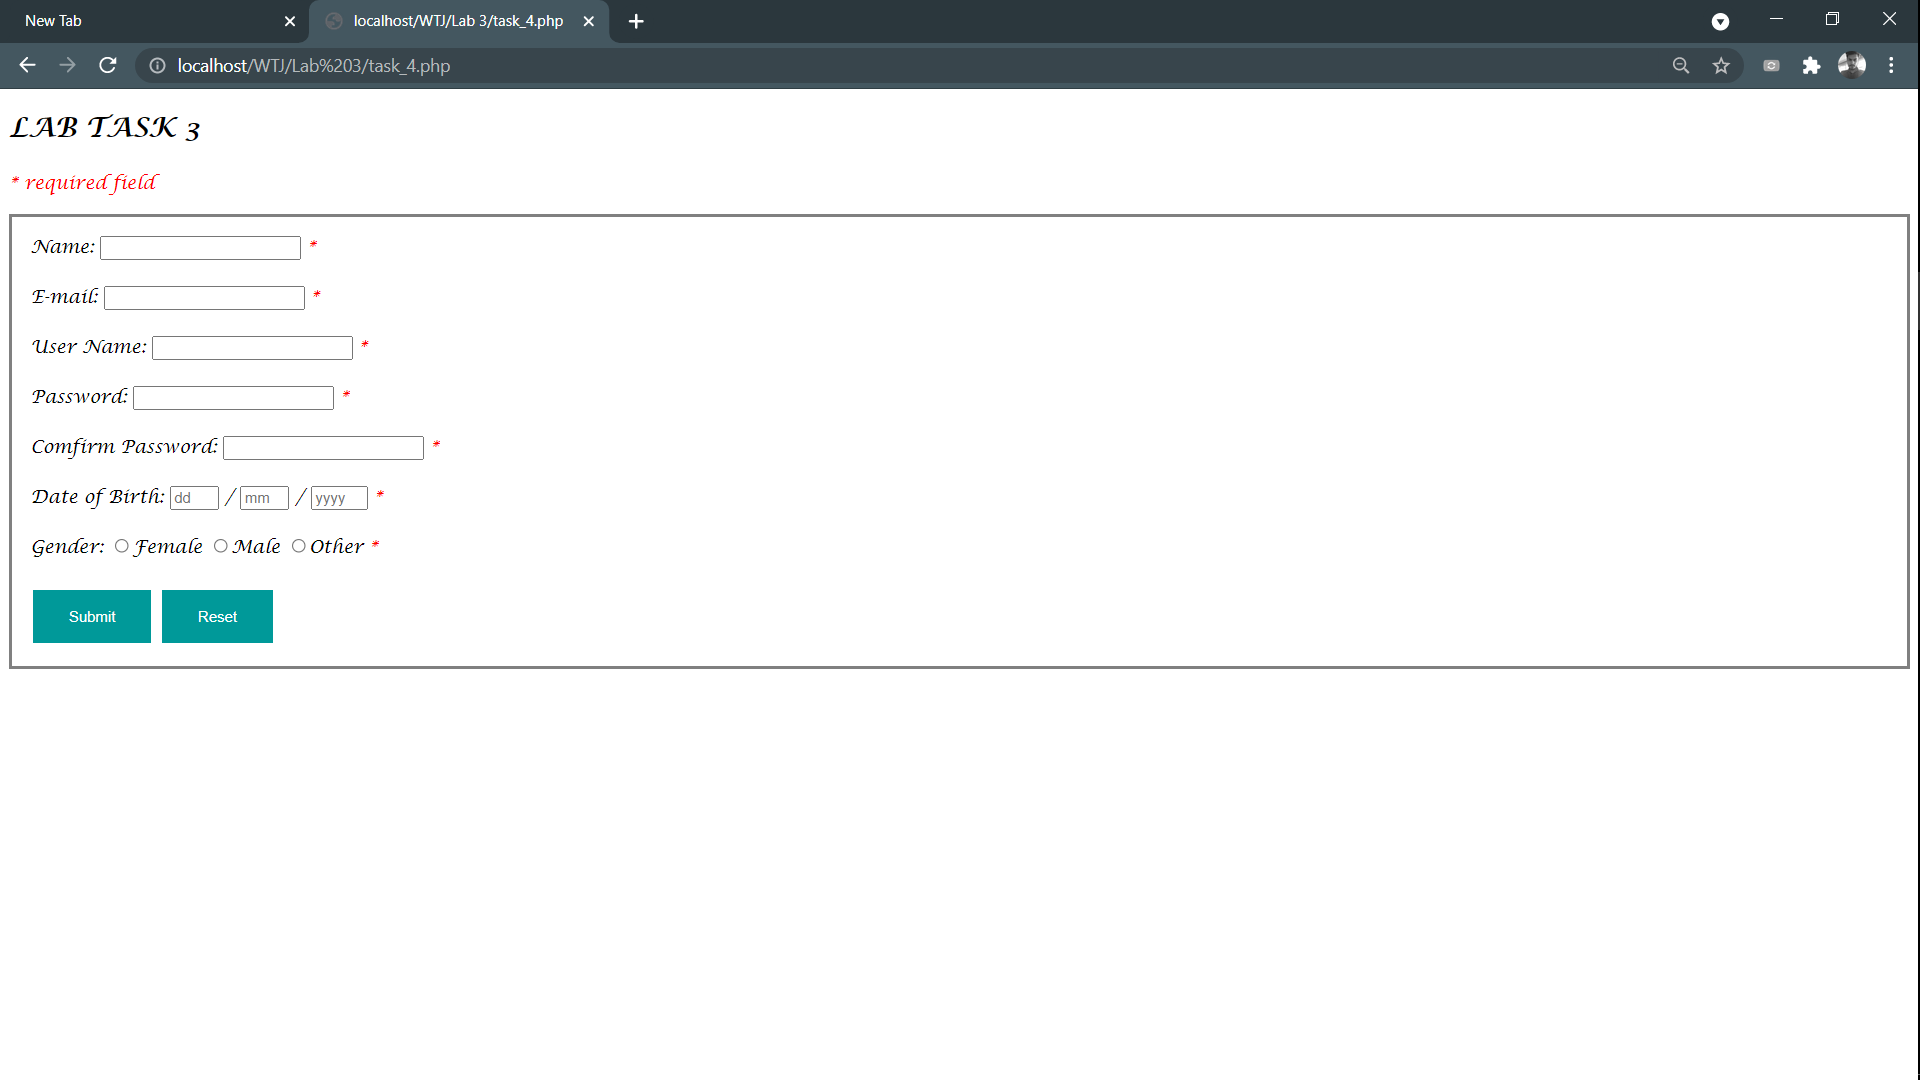 New Tab
localhost/WTJ/Lab 3/task_4.php
localhost/WTJ/Lab%203/task_4.php
LAB TASK 3
* required field
Name: *
E-mail: *
User Name: *
Password: *
Comfirm Password: *
Date of Birth: dd / mm / yyyy *
Gender: Female Male Other *
Submit Reset